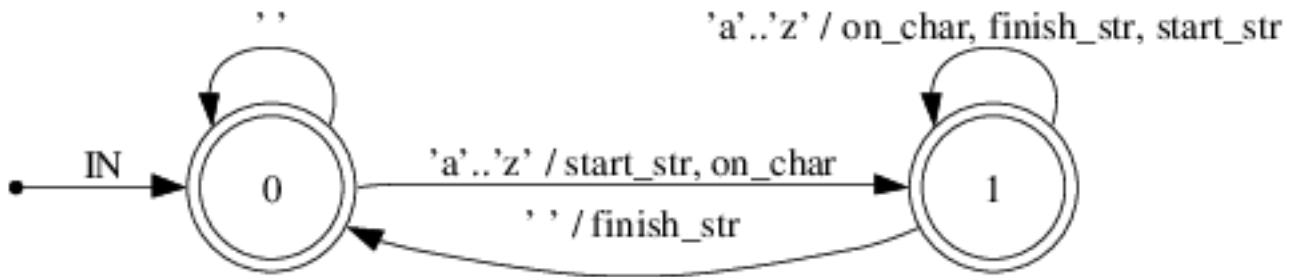 ' '
'a'..'z' / on_char, finish_str, start_str
IN
0
'a'..'z' / start_str, on_char
1
' ' / finish_str